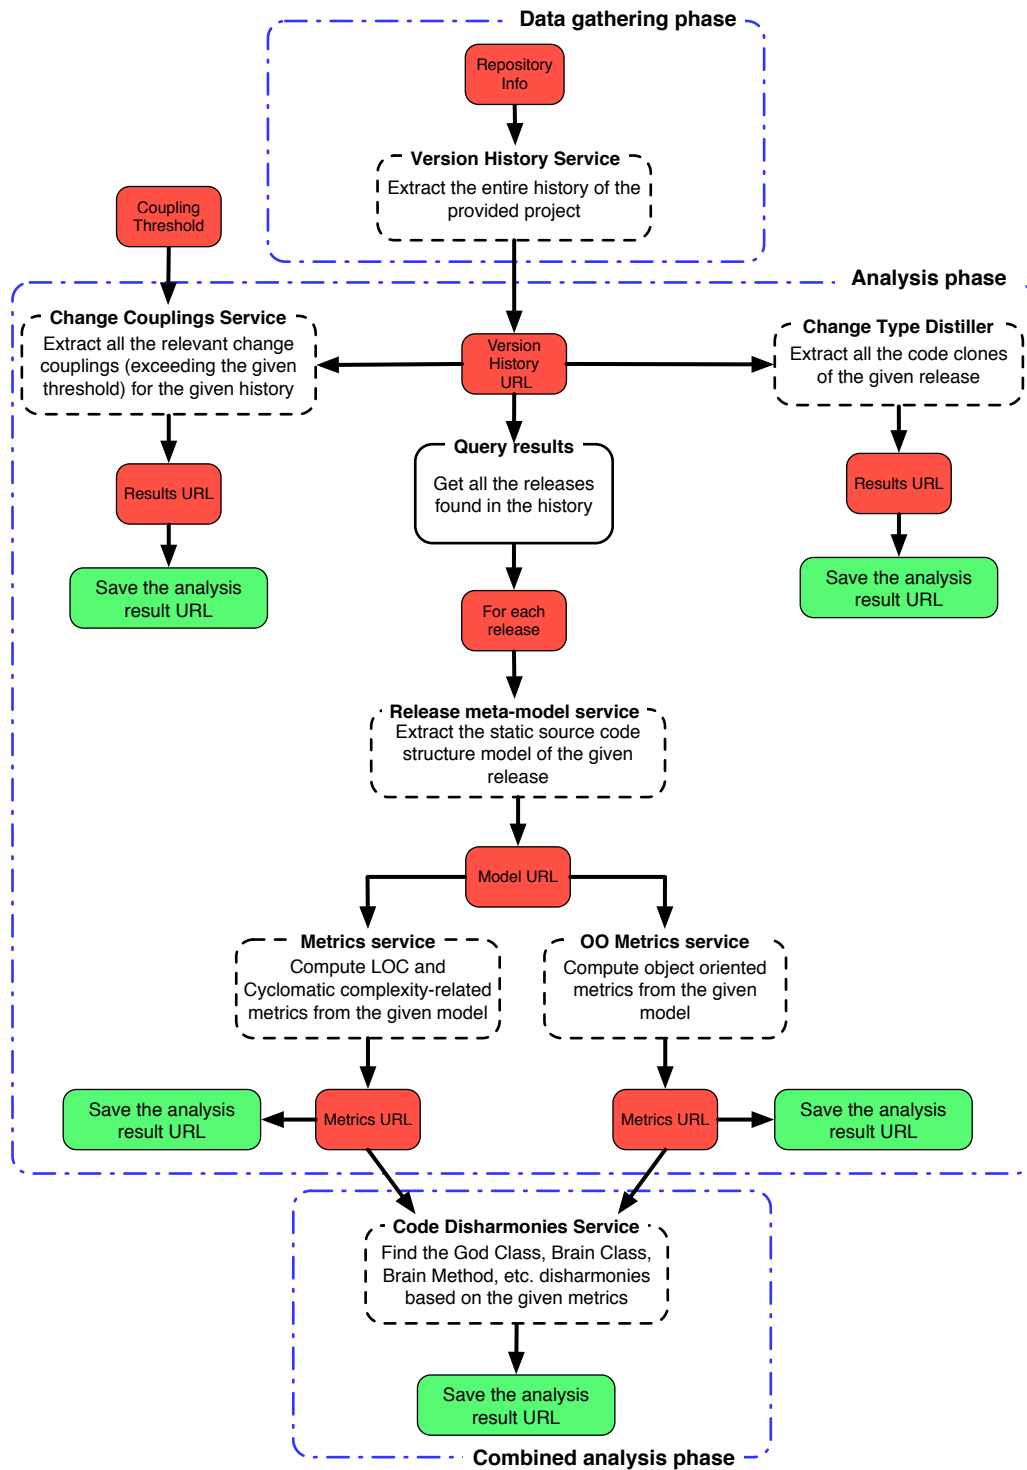 Data gathering phase
Repository
Info
Version History Service
Extract the entire history of the
provided project
Coupling
Threshold
Analysis phase
Change Couplings Service
Extract all the relevant change
couplings (exceeding the given
threshold) for the given history
Version
History
URL
Change Type Distiller
Extract all the code clones
of the given release
Query results
Get all the releases
found in the history
Results URL
Results URL
Save the analysis
result URL
Save the analysis
result URL
For each
release
Release meta-model service
Extract the static source code
structure model of the given
release
Model URL
Metrics service
Compute LOC and
Cyclomatic complexity-related
metrics from the given model
OO Metrics service
Compute object oriented
metrics from the given
model
Save the analysis
result URL
Metrics URL
Metrics URL
Save the analysis
result URL
Code Disharmonies Service
Find the God Class, Brain Class,
Brain Method, etc. disharmonies
based on the given metrics
Save the analysis
result URL
Combined analysis phase